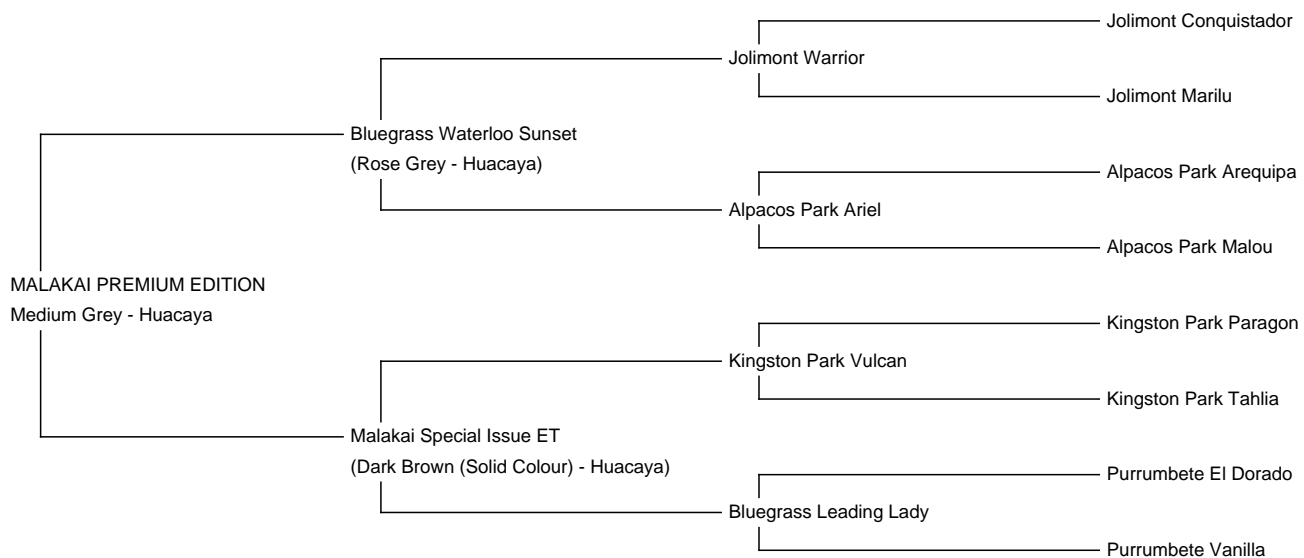 Jolimont Conquistador
Jolimont Warrior
Jolimont Marilu
Bluegrass Waterloo Sunset
(Rose Grey - Huacaya)
Alpacos Park Arequipa
Alpacos Park Ariel
Alpacos Park Malou
MALAKAI PREMIUM EDITION
Medium Grey - Huacaya
Kingston Park Paragon
Kingston Park Vulcan
Kingston Park Tahlia
Malakai Special Issue ET
(Dark Brown (Solid Colour) - Huacaya)
Purrumbete El Dorado
Bluegrass Leading Lady
Purrumbete Vanilla